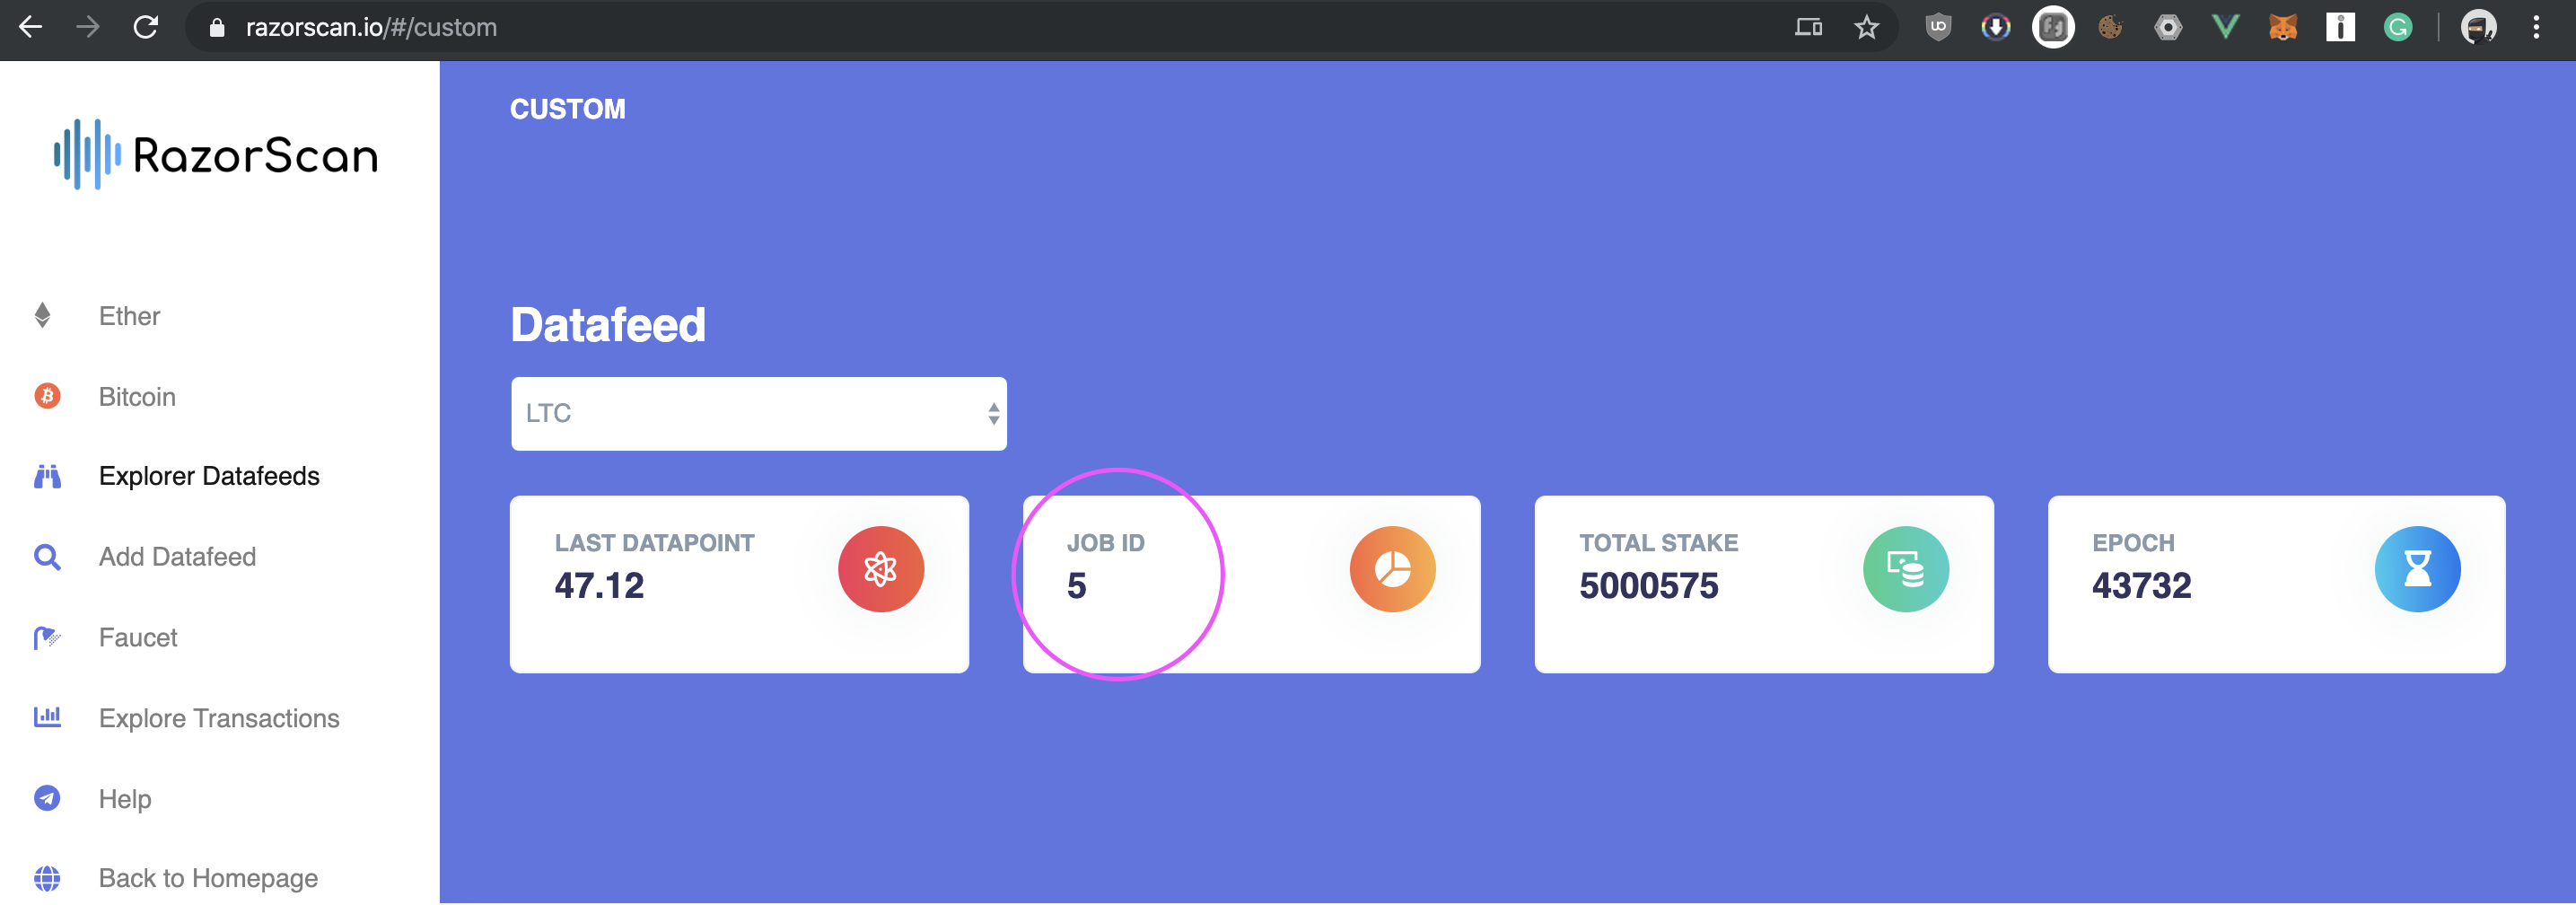 razorscan.io/#/custom
RazorScan
Ether
Bitcoin
Explorer Datafeeds
Add Datafeed
Faucet
Explore Transactions
Help
Back to Homepage
CUSTOM
Datafeed
LTC
LAST DATAPOINT
47.12
JOB ID
5
TOTAL STAKE
5000575
EPOCH
43732